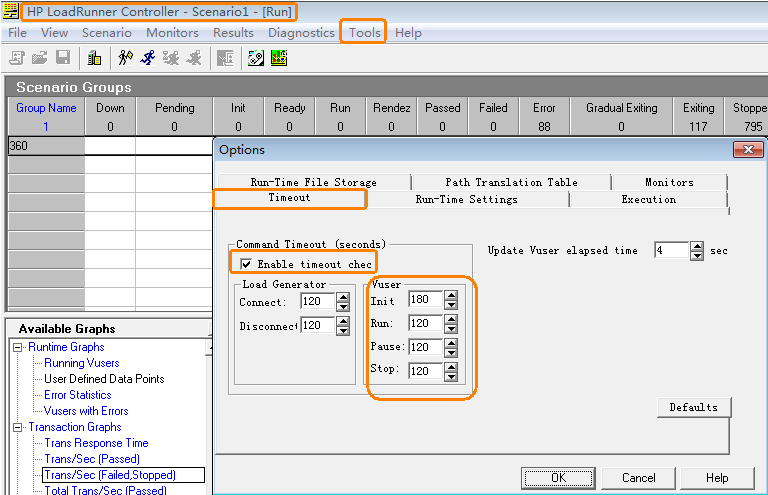 HP LoadRunner Controller - Scenario1 - [Run]
File View Scenario Monitors Results Diagnostics Tools Help
Scenario Groups
Group Name Down Pending Init Ready Run Rendez Passed Failed Error Gradual Exiting Exiting Stoppe
1 0 0 0 0 0 0 0 0 88 0 117 795
360
Options
Run-Time File Storage Path Translation Table Monitors
Timeout Run-Time Settings Execution
Command Timeout (seconds)
Update Vuser elapsed time 4 sec
Enable timeout chec
Load Generator Vuser
Connect: 120 Init 180
Disconnect 120 Run: 120
Pause: 120
Stop: 120
Defaults
OK Cancel Help
Available Graphs
Runtime Graphs
Running Vusers
User Defined Data Points
Error Statistics
Vusers with Errors
Transaction Graphs
Trans Response Time
Trans/Sec (Passed)
Trans/Sec (Failed,Stopped)
Total Trans/Sec (Passed)